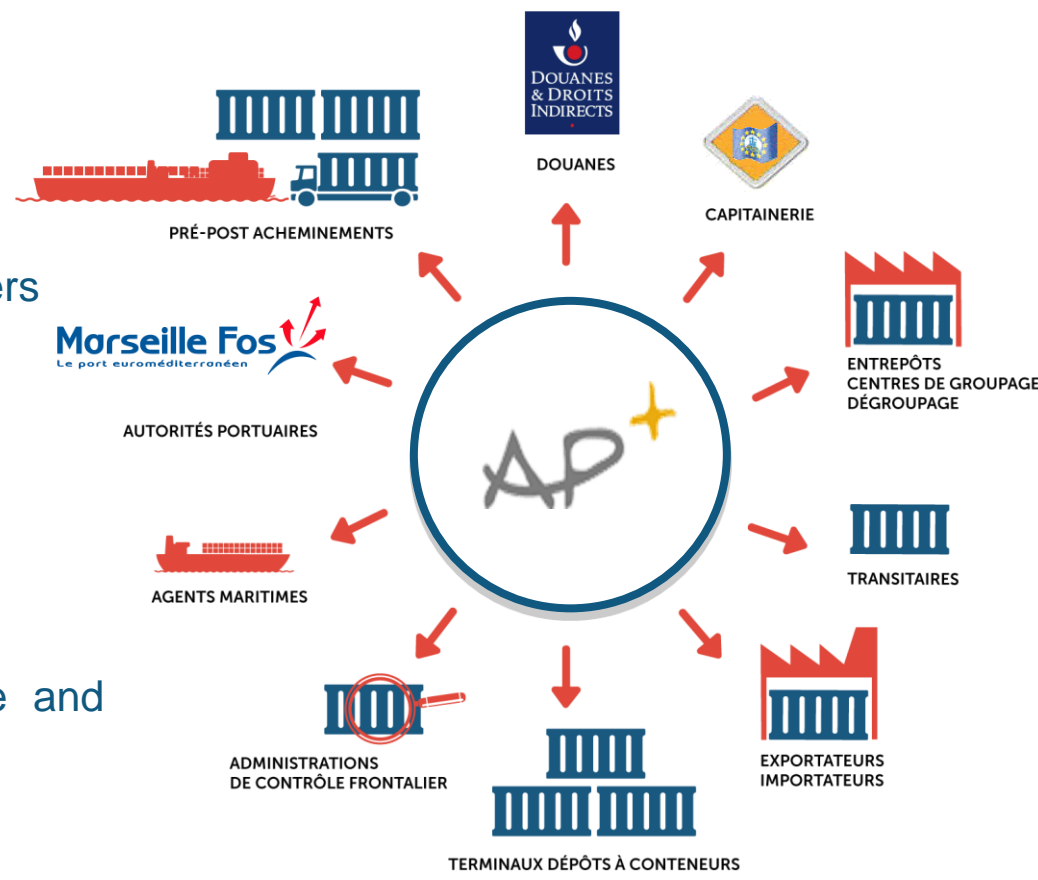 DOUANES
& DROITS
INDIRECTS
DOUANES
CAPITAINERIE
PRÉ-POST ACHEMINEMENTS
ers
Marseille Fos
Le port euroméditerranéen
ENTREPÔTS
CENTRES DE GROUPAGE
DÉGROUPAGE
AUTORITÉS PORTUAIRES
AP+
AGENTS MARITIMES
TRANSITAIRES
e and
ADMINISTRATIONS
DE CONTRÔLE FRONTALIER
EXPORTATEURS
IMPORTATEURS
TERMINAUX DÉPÔTS À CONTENEURS